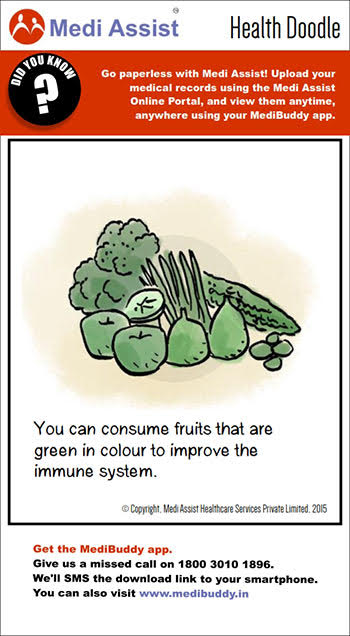 Medi Assist
Health Doodle
DID YOU KNOW
?
Go paperless with Medi Assist! Upload your
medical records using the Medi Assist
Online Portal, and view them anytime,
anywhere using your MediBuddy app.
You can consume fruits that are
green in colour to improve the
immune system.
© Copyright. Medi Assist Healthcare Services Private Limited. 2015
Get the MediBuddy app.
Give us a missed call on 1800 3010 1896.
We'll SMS the download link to your smartphone.
You can also visit www.medibuddy.in